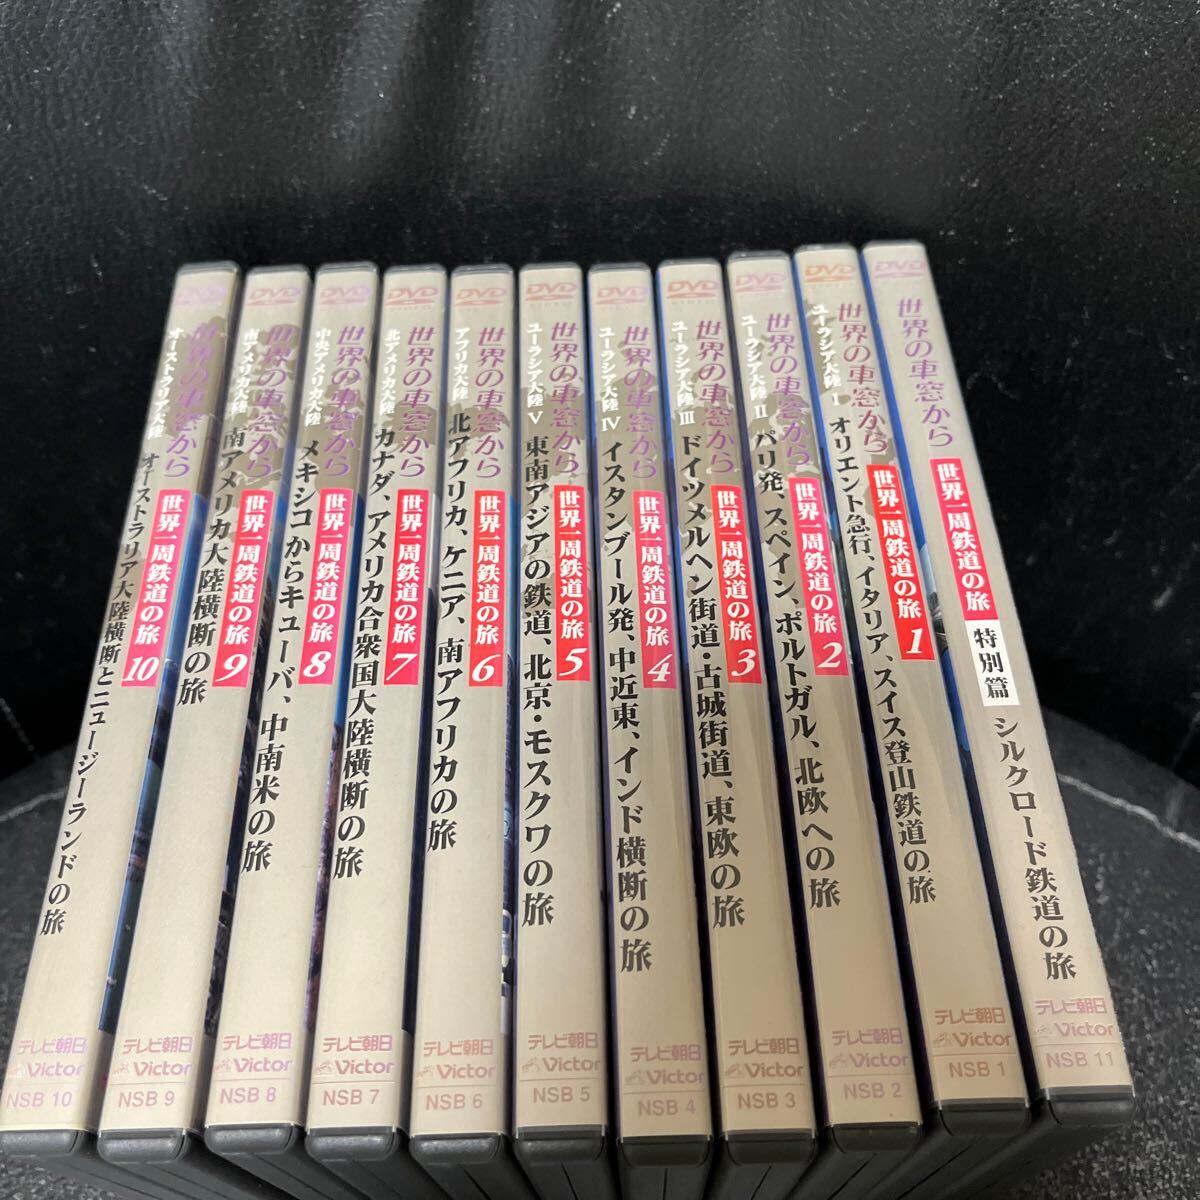 DVD
世界の車窓から
オーストラリア大陸
世界一周鉄道の旅 10
オーストラリア大陸横断とニュージーランドの旅
テレビ朝日
Victor
NSB 10
DVD
世界の車窓から
南アメリカ大陸
世界一周鉄道の旅 9
南アメリカ大陸横断の旅
テレビ朝日
Victor
NSB 9
DVD
世界の車窓から
中央アメリカ大陸
世界一周鉄道の旅 8
メキシコからキューバ、中南米の旅
テレビ朝日
Victor
NSB 8
DVD
世界の車窓から
北アメリカ大陸
世界一周鉄道の旅 7
カナダ、アメリカ合衆国大陸横断の旅
テレビ朝日
Victor
NSB 7
DVD
世界の車窓から
アフリカ大陸
世界一周鉄道の旅 6
北アフリカ、ケニア、南アフリカの旅
テレビ朝日
Victor
NSB 6
DVD
世界の車窓から
ユーラシア大陸 V
世界一周鉄道の旅 5
東南アジアの鉄道、北京・モスクワの旅
テレビ朝日
Victor
NSB 5
DVD
世界の車窓から
ユーラシア大陸 IV
世界一周鉄道の旅 4
イスタンブール発、中近東、インド横断の旅
テレビ朝日
Victor
NSB 4
DVD
世界の車窓から
ユーラシア大陸 III
世界一周鉄道の旅 3
ドイツメルヘン街道・古城街道、東欧の旅
テレビ朝日
Victor
NSB 3
DVD
世界の車窓から
ユーラシア大陸 II
世界一周鉄道の旅 2
パリ発、スペイン、ポルトガル、北欧への旅
テレビ朝日
Victor
NSB 2
DVD
世界の車窓から
ユーラシア大陸 I
世界一周鉄道の旅 1
オリエント急行、イタリア、スイス登山鉄道の旅
テレビ朝日
Victor
NSB 1
DVD
世界の車窓から
世界一周鉄道の旅
特別篇
シルクロード鉄道の旅
テレビ朝日
Victor
NSB 11